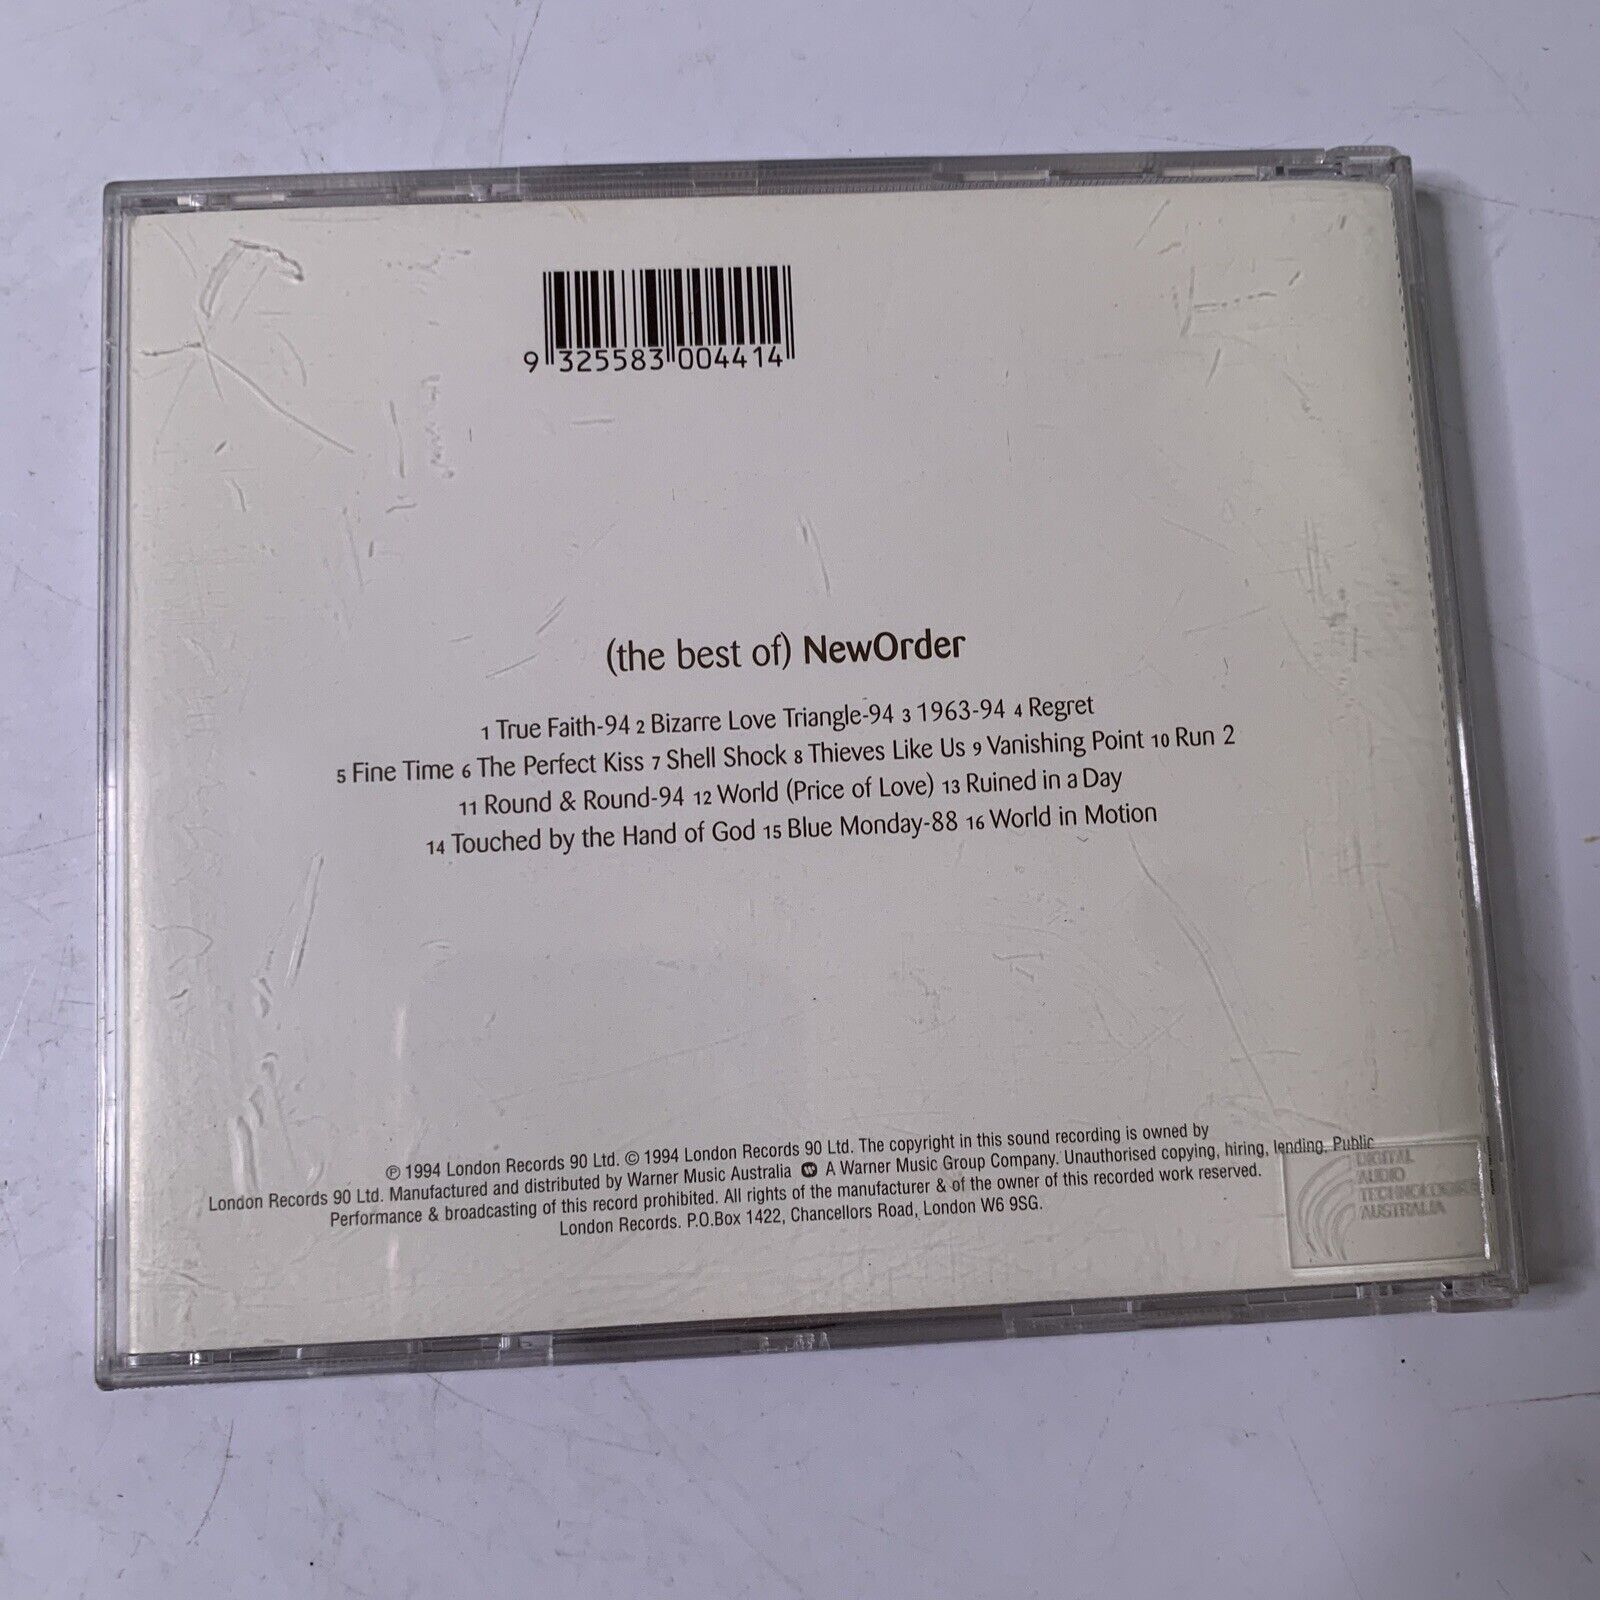 9 325583 004414
(the best of) NewOrder
1 True Faith-94 2 Bizarre Love Triangle-94 3 1963-94 4 Regret
5 Fine Time 6 The Perfect Kiss 7 Shell Shock 8 Thieves Like Us 9 Vanishing Point 10 Run 2
11 Round & Round-94 12 World (Price of Love) 13 Ruined in a Day
14 Touched by the Hand of God 15 Blue Monday-88 16 World in Motion
℗ 1994 London Records 90 Ltd. © 1994 London Records 90 Ltd. The copyright in this sound recording is owned by
London Records 90 Ltd. Manufactured and distributed by Warner Music Australia A Warner Music Group Company. Unauthorised copying, hiring, lending, Public
Performance & broadcasting of this record prohibited. All rights of the manufacturer & of the owner of this recorded work reserved.
London Records. P.O.Box 1422, Chancellors Road, London W6 9SG.
DIGITAL
AUDIO
TECHNOLOGIES
AUSTRALIA